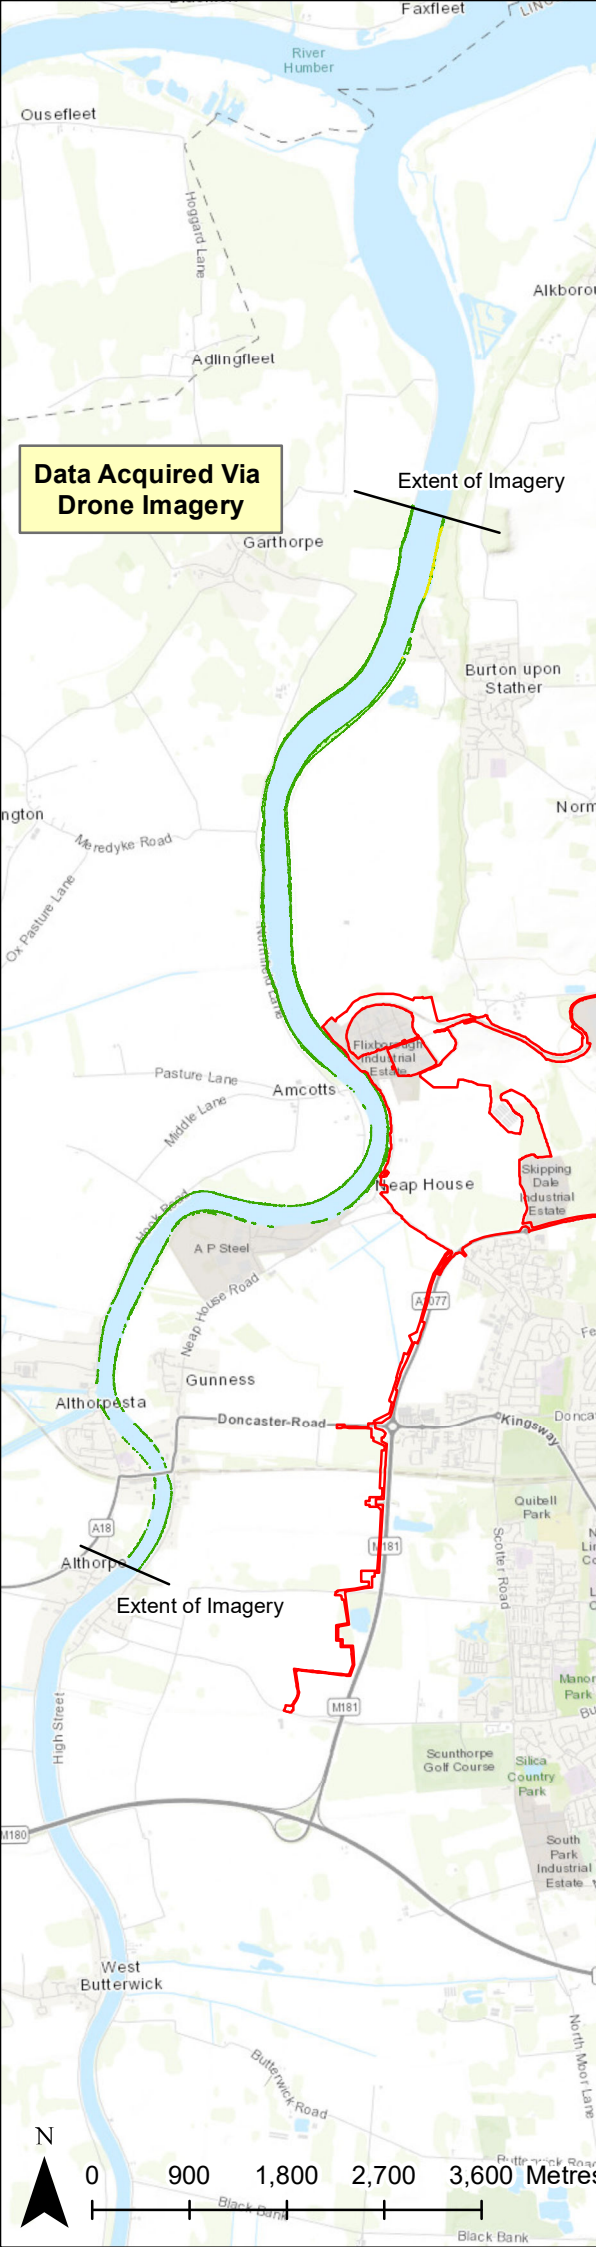 Faxfleet
River
Humber
Ousefleet
Hoggard Lane
Adlingfleet
Data Acquired Via
Drone Imagery
Extent of Imagery
Garthorpe
Burton upon
Stather
Meredyke Road
Ox Pasture Lane
Northfield Lane
Flixborough
Industrial
Estate
Pasture Lane
Amcotts
Middle Lane
Neap House
Skipping
Dale
Industrial
Estate
Hook Road
A P Steel
Neap House Road
A1077
Gunness
Althorpe sta
Doncaster Road
Kingsway
Quibell
Park
A18
Scotter Road
M181
Althorpe
Extent of Imagery
Manor
Park
High Street
M181
Scunthorpe
Golf Course
Silica
Country
Park
M180
South
Park
Industrial
Estate
West
Butterwick
North Moor Lane
Butterwick Road
N
0 900 1,800 2,700 3,600 Metres
Butterwick Road
Black Bank
Black Bank